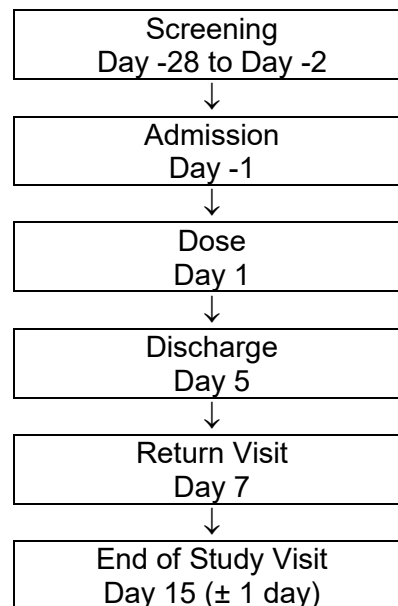 Screening
Day -28 to Day -2
↓
Admission
Day -1
↓
Dose
Day 1
↓
Discharge
Day 5
↓
Return Visit
Day 7
↓
End of Study Visit
Day 15 (± 1 day)